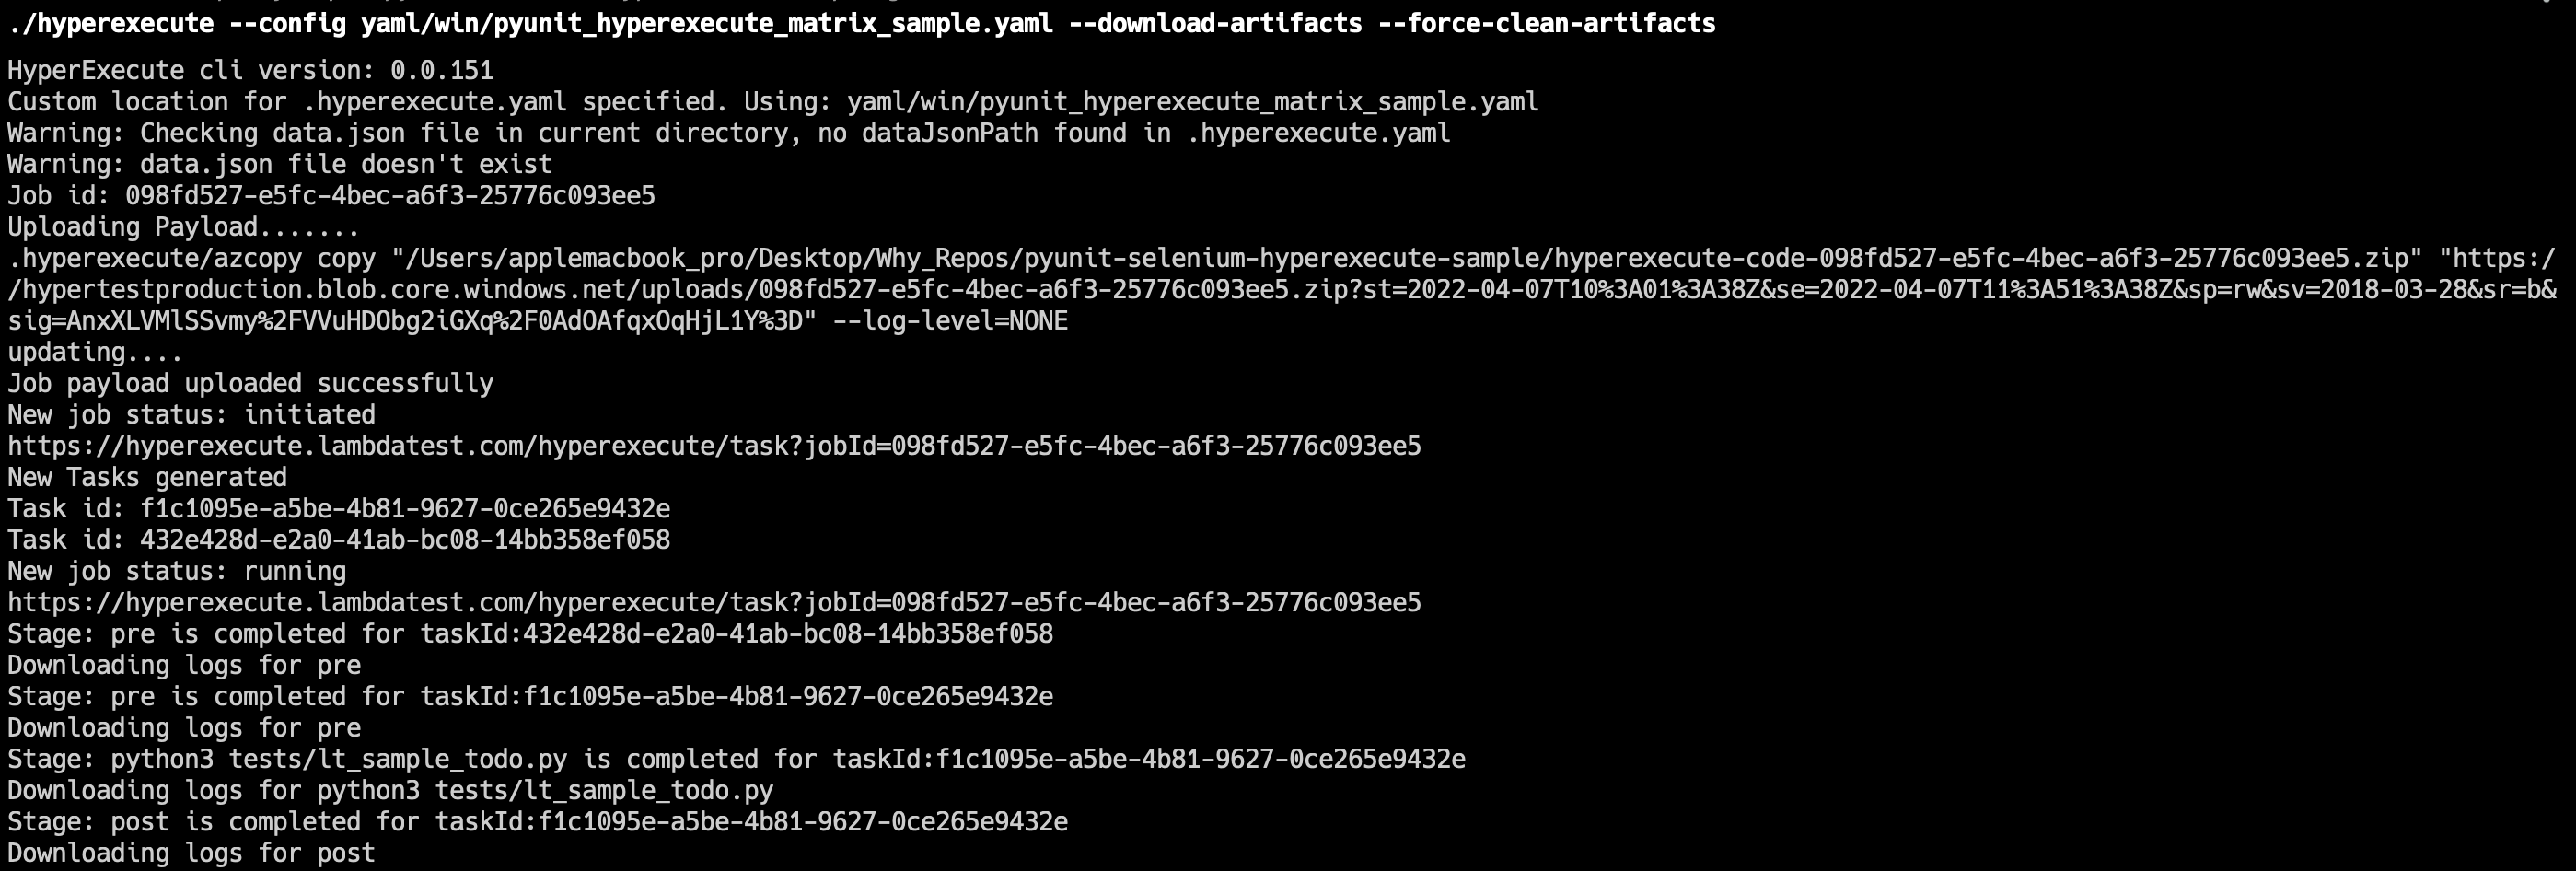 ./hyperexecute --config yaml/win/pyunit_hyperexecute_matrix_sample.yaml --download-artifacts --force-clean-artifacts
HyperExecute cli version: 0.0.151
Custom location for .hyperexecute.yaml specified. Using: yaml/win/pyunit_hyperexecute_matrix_sample.yaml
Warning: Checking data.json file in current directory, no dataJsonPath found in .hyperexecute.yaml
Warning: data.json file doesn't exist
Job id: 098fd527-e5fc-4bec-a6f3-25776c093ee5
Uploading Payload.......
.hyperexecute/azcopy copy "/Users/applemacbook_pro/Desktop/Why_Repos/pyunit-selenium-hyperexecute-sample/hyperexecute-code-098fd527-e5fc-4bec-a6f3-25776c093ee5.zip" "https:/
/hypertestproduction.blob.core.windows.net/uploads/098fd527-e5fc-4bec-a6f3-25776c093ee5.zip?st=2022-04-07T10%3A01%3A38Z&se=2022-04-07T11%3A51%3A38Z&sp=rw&sv=2018-03-28&sr=b&
sig=AnxXLVMlSSvmy%2FVVuHDObg2iGXq%2F0AdOAfqxOqHjL1Y%3D" --log-level=NONE
updating....
Job payload uploaded successfully
New job status: initiated
https://hyperexecute.lambdatest.com/hyperexecute/task?jobId=098fd527-e5fc-4bec-a6f3-25776c093ee5
New Tasks generated
Task id: f1c1095e-a5be-4b81-9627-0ce265e9432e
Task id: 432e428d-e2a0-41ab-bc08-14bb358ef058
New job status: running
https://hyperexecute.lambdatest.com/hyperexecute/task?jobId=098fd527-e5fc-4bec-a6f3-25776c093ee5
Stage: pre is completed for taskId:432e428d-e2a0-41ab-bc08-14bb358ef058
Downloading logs for pre
Stage: pre is completed for taskId:f1c1095e-a5be-4b81-9627-0ce265e9432e
Downloading logs for pre
Stage: python3 tests/lt_sample_todo.py is completed for taskId:f1c1095e-a5be-4b81-9627-0ce265e9432e
Downloading logs for python3 tests/lt_sample_todo.py
Stage: post is completed for taskId:f1c1095e-a5be-4b81-9627-0ce265e9432e
Downloading logs for post